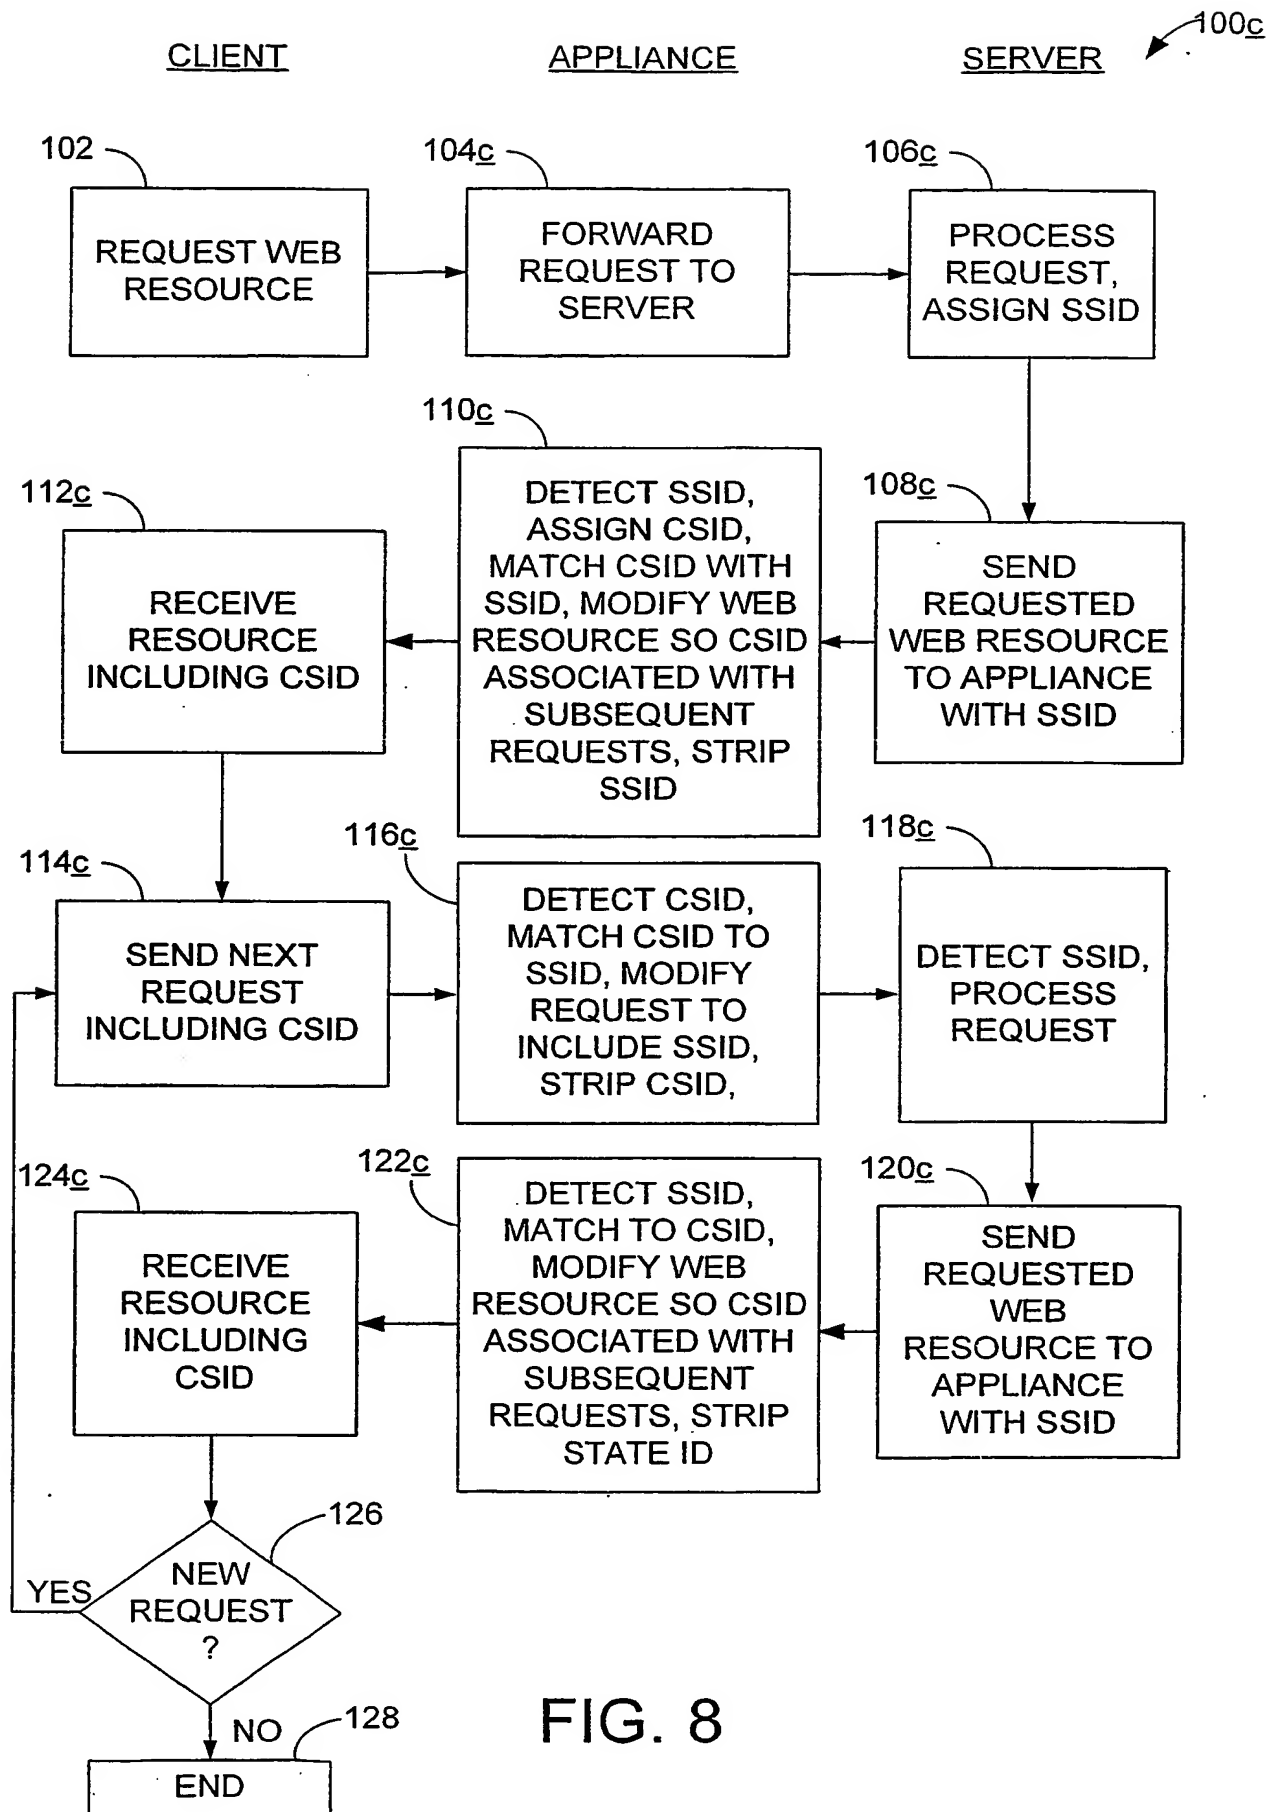 100c
CLIENT
APPLIANCE
SERVER
102
104c
106c
REQUEST WEB
RESOURCE
FORWARD
REQUEST TO
SERVER
PROCESS
REQUEST,
ASSIGN SSID
110c
112c
108c
RECEIVE
RESOURCE
INCLUDING CSID
DETECT SSID,
ASSIGN CSID,
MATCH CSID WITH
SSID, MODIFY WEB
RESOURCE SO CSID
ASSOCIATED WITH
SUBSEQUENT
REQUESTS, STRIP
SSID
SEND
REQUESTED
WEB RESOURCE
TO APPLIANCE
WITH SSID
114c
116c
118c
SEND NEXT
REQUEST
INCLUDING CSID
DETECT CSID,
MATCH CSID TO
SSID, MODIFY
REQUEST TO
INCLUDE SSID,
STRIP CSID,
DETECT SSID,
PROCESS
REQUEST
124c
122c
120c
RECEIVE
RESOURCE
INCLUDING
CSID
DETECT SSID,
MATCH TO CSID,
MODIFY WEB
RESOURCE SO CSID
ASSOCIATED WITH
SUBSEQUENT
REQUESTS, STRIP
STATE ID
SEND
REQUESTED
WEB
RESOURCE TO
APPLIANCE
WITH SSID
126
YES
NEW
REQUEST
?
NO
128
END
FIG. 8